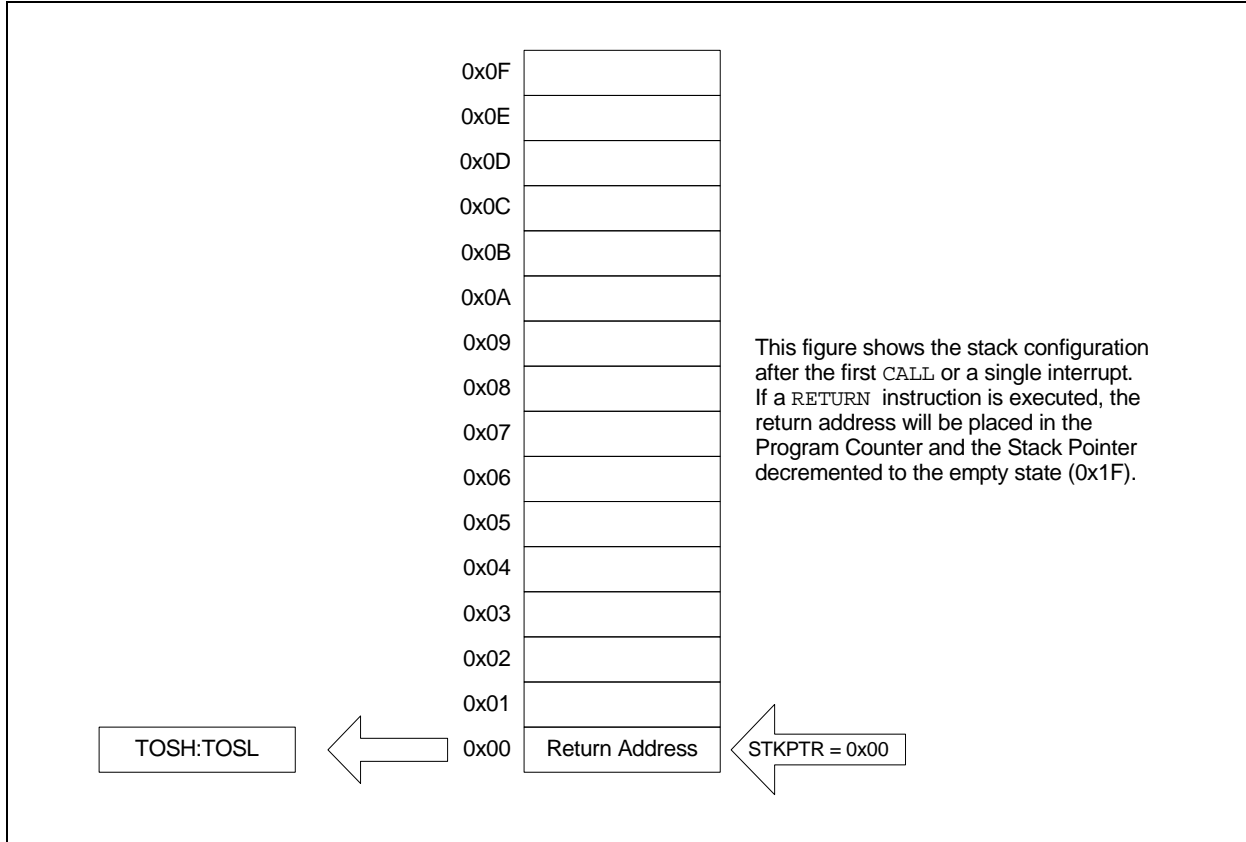 0x0F
0x0E
0x0D
0x0C
0x0B
0x0A
0x09
This figure shows the stack configuration
after the first CALL or a single interrupt.
If a RETURN instruction is executed, the
return address will be placed in the
Program Counter and the Stack Pointer
decremented to the empty state (0x1F).
0x08
0x07
0x06
0x05
0x04
0x03
0x02
0x01
TOSH:TOSL
0x00
Return Address
STKPTR = 0x00